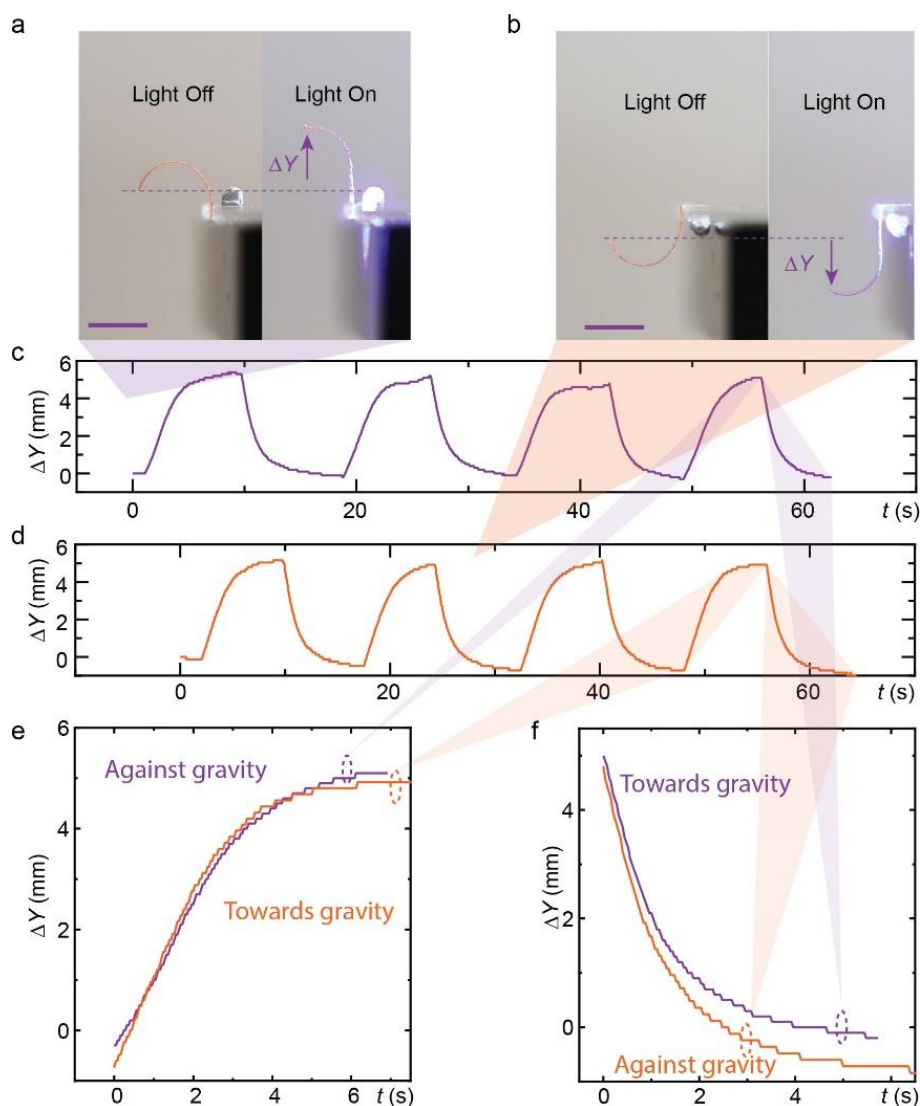 a
b
Light Off
Light On
ΔY
Light Off
Light On
ΔY
c
6
4
2
0
ΔY (mm)
0
20
40
60
t (s)
d
6
4
2
0
ΔY (mm)
0
20
40
60
t (s)
e
6
4
2
0
ΔY (mm)
Against gravity
Towards gravity
0
2
4
6
t (s)
f
4
2
0
ΔY (mm)
Towards gravity
Against gravity
0
2
4
6
t (s)